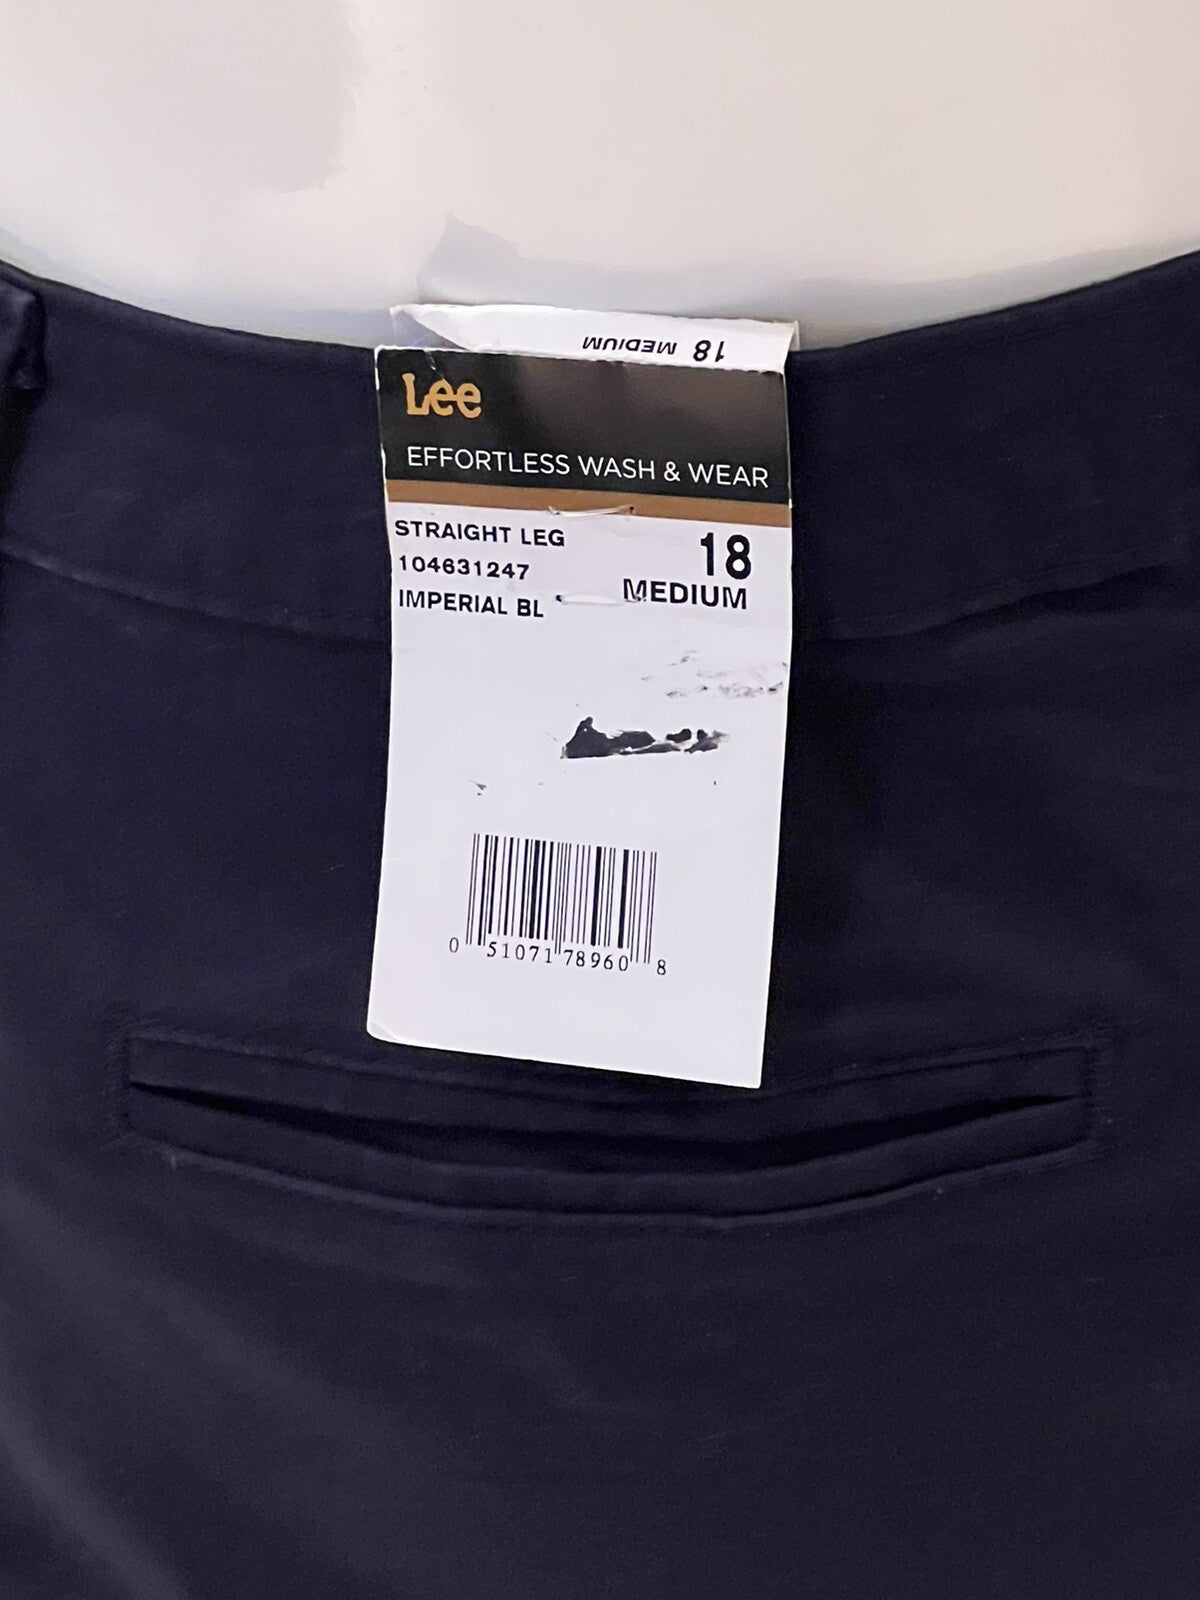 18 MEDIUM
Lee
EFFORTLESS WASH & WEAR
STRAIGHT LEG
104631247
IMPERIAL BL
18
MEDIUM
0 51071 78960 8